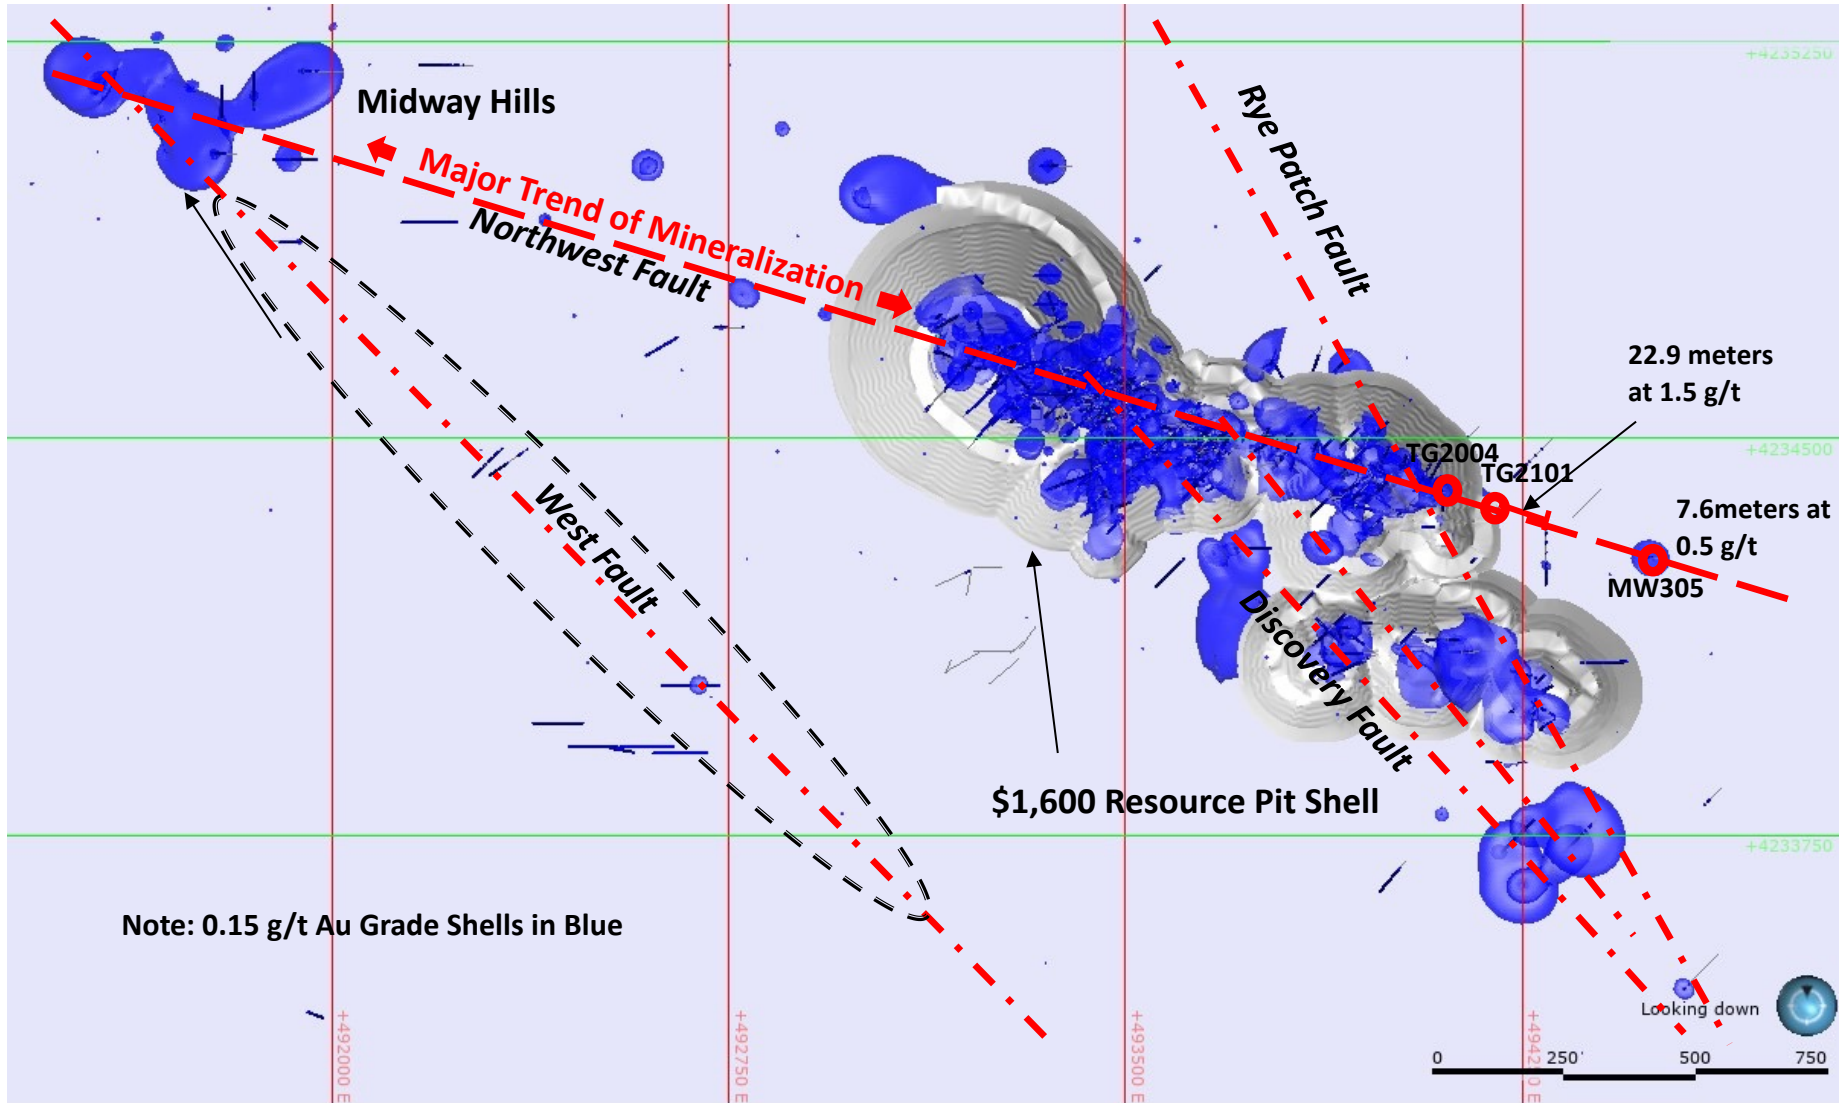 +4235250
Midway Hills
Rye Patch Fault
Major Trend of Mineralization
Northwest Fault
22.9 meters
at 1.5 g/t
+4234500
TG2004
TG2101
7.6meters at
0.5 g/t
MW305
West Fault
Discovery Fault
$1,600 Resource Pit Shell
+4233750
Note: 0.15 g/t Au Grade Shells in Blue
Looking down
+492000 E
+492750 E
+493500 E
+494250 E
0
250
500
750